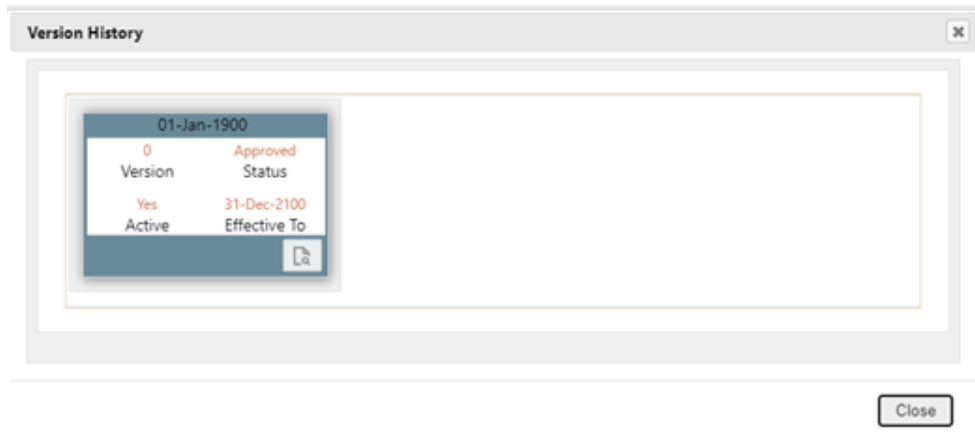 Version History
01-Jan-1900
0 Approved
Version Status
Yes 31-Dec-2100
Active Effective To
Close